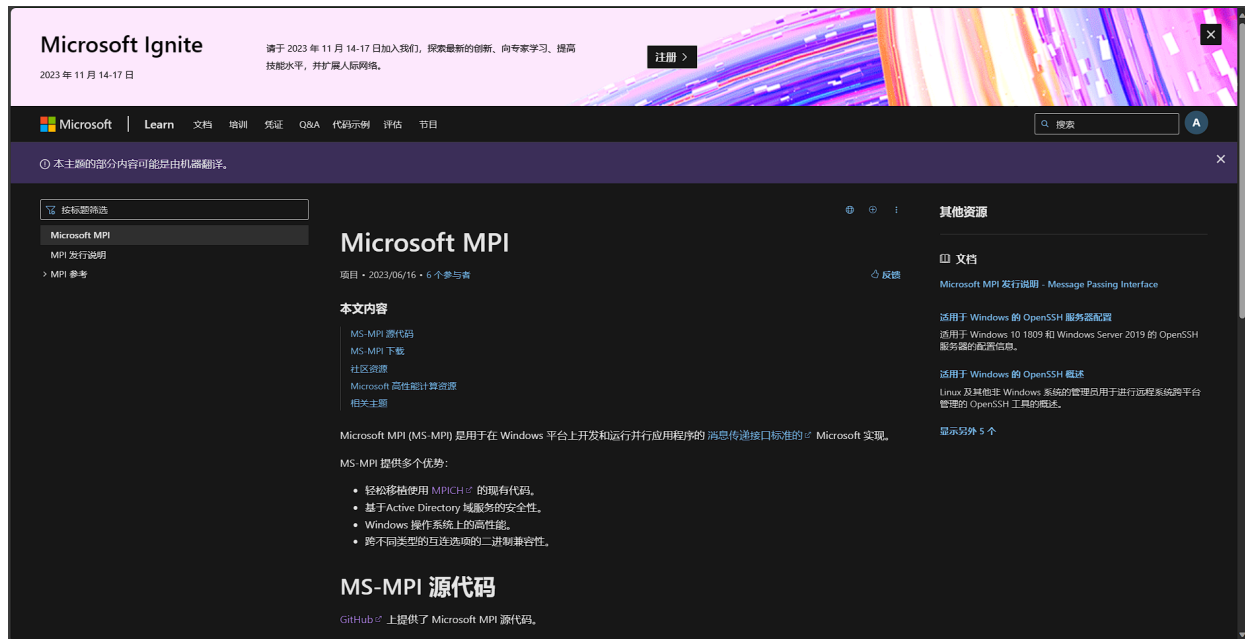 Microsoft Ignite
2023 年 11 月 14-17 日
请于 2023 年 11 月 14-17 日加入我们，探索最新的创新、向专家学习、提高
技能水平，并扩展人际网络。
注册
Microsoft
Learn 文档 培训 凭证 Q&A 代码示例 评估 节目
搜索
A
本主题的部分内容可能是由机器翻译。
按标题筛选
Microsoft MPI
MPI 发行说明
MPI 参考
Microsoft MPI
项目 • 2023/06/16 • 6 个参与者
反馈
本文内容
MS-MPI 源代码
MS-MPI 下载
社区资源
Microsoft 高性能计算资源
相关主题
Microsoft MPI (MS-MPI) 是用于在 Windows 平台上开发和运行并行应用程序的 消息传递接口标准的 Microsoft 实现。
MS-MPI 提供多个优势：
• 轻松移植使用 MPICH 的现有代码。
• 基于Active Directory 域服务的安全性。
• Windows 操作系统上的高性能。
• 跨不同类型的互连选项的二进制兼容性。
MS-MPI 源代码
GitHub 上提供了 Microsoft MPI 源代码。
其他资源
文档
Microsoft MPI 发行说明 - Message Passing Interface
适用于 Windows 的 OpenSSH 服务器配置
适用于 Windows 10 1809 和 Windows Server 2019 的 OpenSSH
服务器的配置信息。
适用于 Windows 的 OpenSSH 概述
Linux 及其他非 Windows 系统的管理员用于进行远程系统跨平台
管理的 OpenSSH 工具的概述。
显示另外 5 个